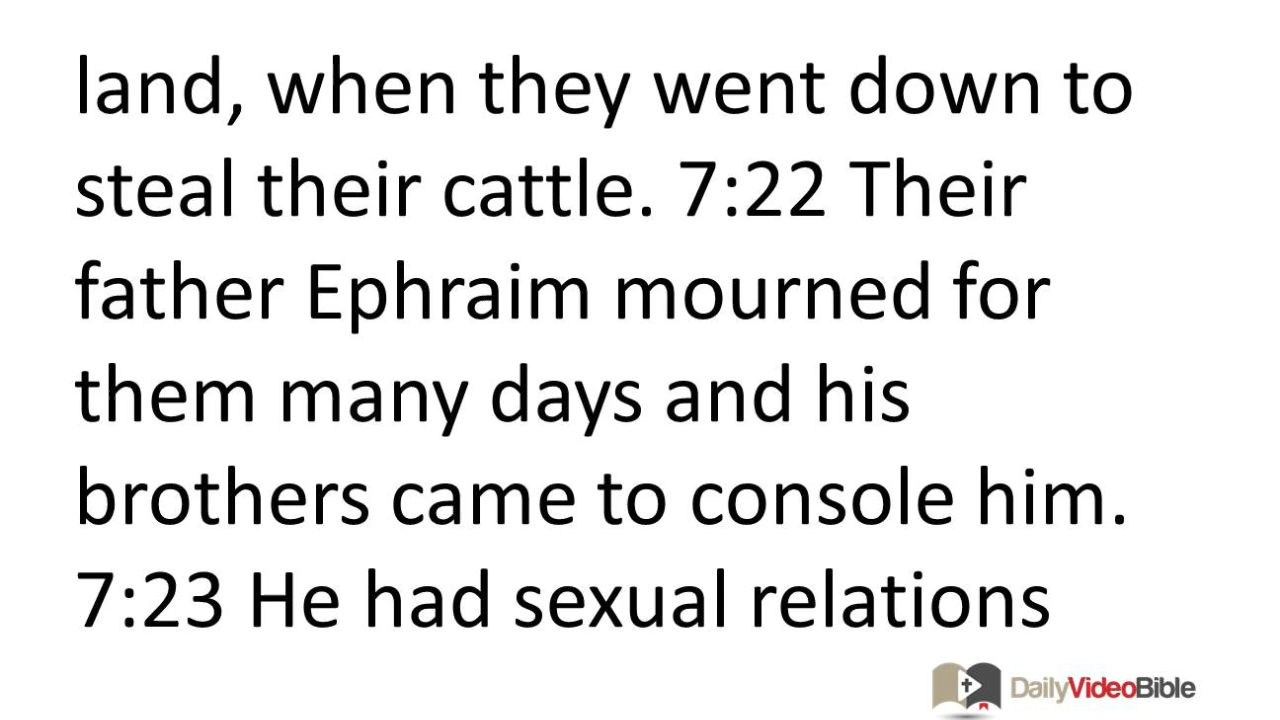 land, when they went down to
steal their cattle. 7:22 Their
father Ephraim mourned for
them many days and his
brothers came to console him.
7:23 He had sexual relations
DailyVideoBible